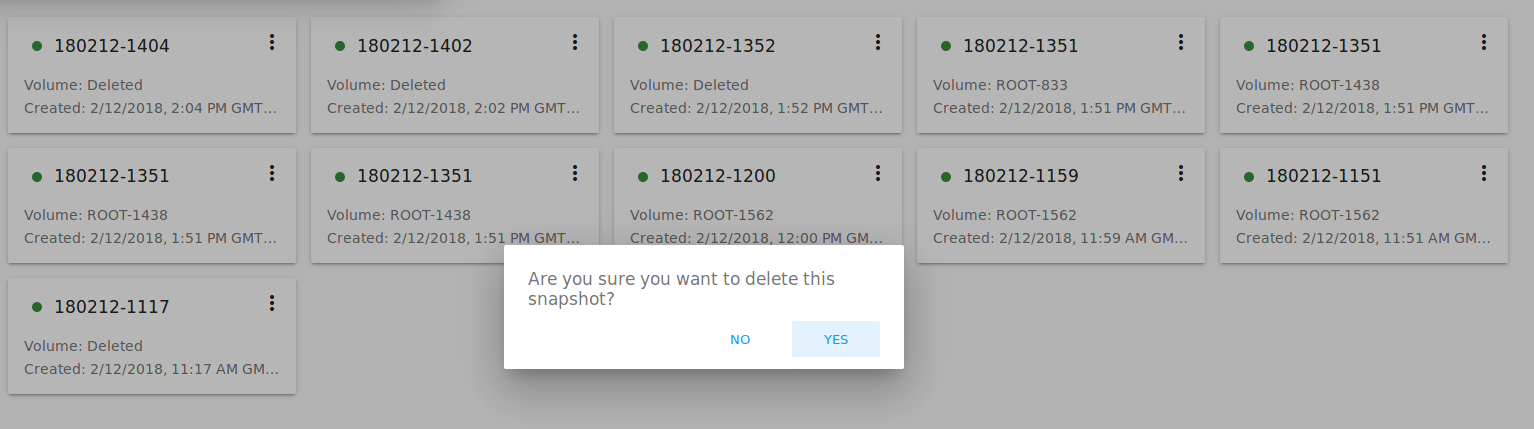 180212-1404
Volume: Deleted
Created: 2/12/2018, 2:04 PM GMT...
180212-1402
Volume: Deleted
Created: 2/12/2018, 2:02 PM GMT...
180212-1352
Volume: Deleted
Created: 2/12/2018, 1:52 PM GMT...
180212-1351
Volume: ROOT-833
Created: 2/12/2018, 1:51 PM GMT...
180212-1351
Volume: ROOT-1438
Created: 2/12/2018, 1:51 PM GMT...
180212-1351
Volume: ROOT-1438
Created: 2/12/2018, 1:51 PM GMT...
180212-1351
Volume: ROOT-1438
Created: 2/12/2018, 1:51 PM GMT...
180212-1200
Volume: ROOT-1562
Created: 2/12/2018, 12:00 PM GM...
180212-1159
Volume: ROOT-1562
Created: 2/12/2018, 11:59 AM GM...
180212-1151
Volume: ROOT-1562
Created: 2/12/2018, 11:51 AM GM...
180212-1117
Volume: Deleted
Created: 2/12/2018, 11:17 AM GM...
Are you sure you want to delete this
snapshot?
NO YES